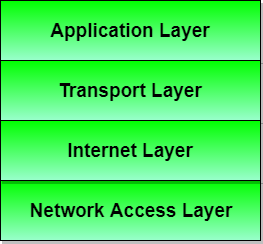 Application Layer
Transport Layer
Internet Layer
Network Access Layer